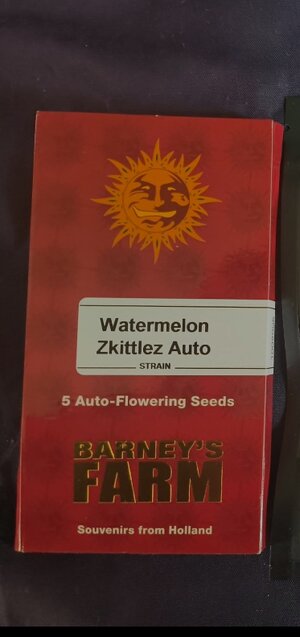 Watermelon
Zkittlez Auto
STRAIN
5 Auto-Flowering Seeds
BARNEY'S
FARM
Souvenirs from Holland